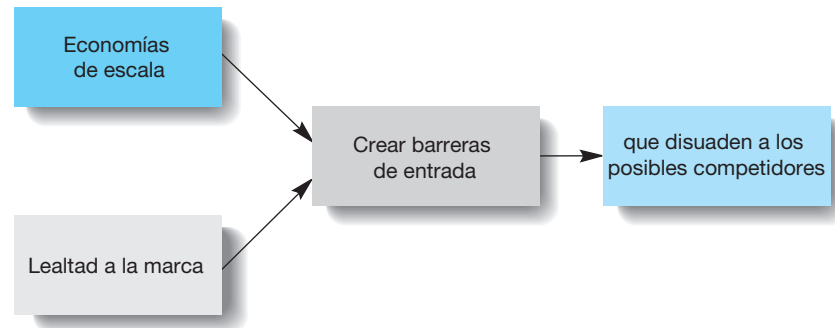 Economías
de escala
Lealtad a la marca
Crear barreras
de entrada
que disuaden a los
posibles competidores